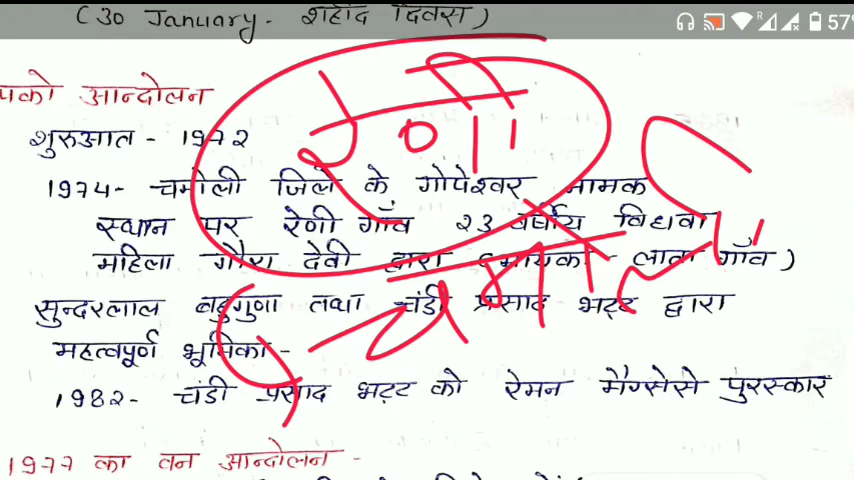 (30 January - शहीद दिवस)
57%
पको आन्दोलन
शुरुआत - 1972
1974- चमोली जिले के गोपेश्वर नामक
स्थान पर रेणी गाँव 23 वर्षीय विधवा
महिला गौरा देवी द्वारा लाता गाँव)
सुन्दरलाल बहुगुणा तथा चंडी प्रसाद भट्ट द्वारा
महत्वपूर्ण भूमिका-
1982- चंडी प्रसाद भट्ट को रेमन मैग्सेसे पुरस्कार
1977 का वन आन्दोलन -